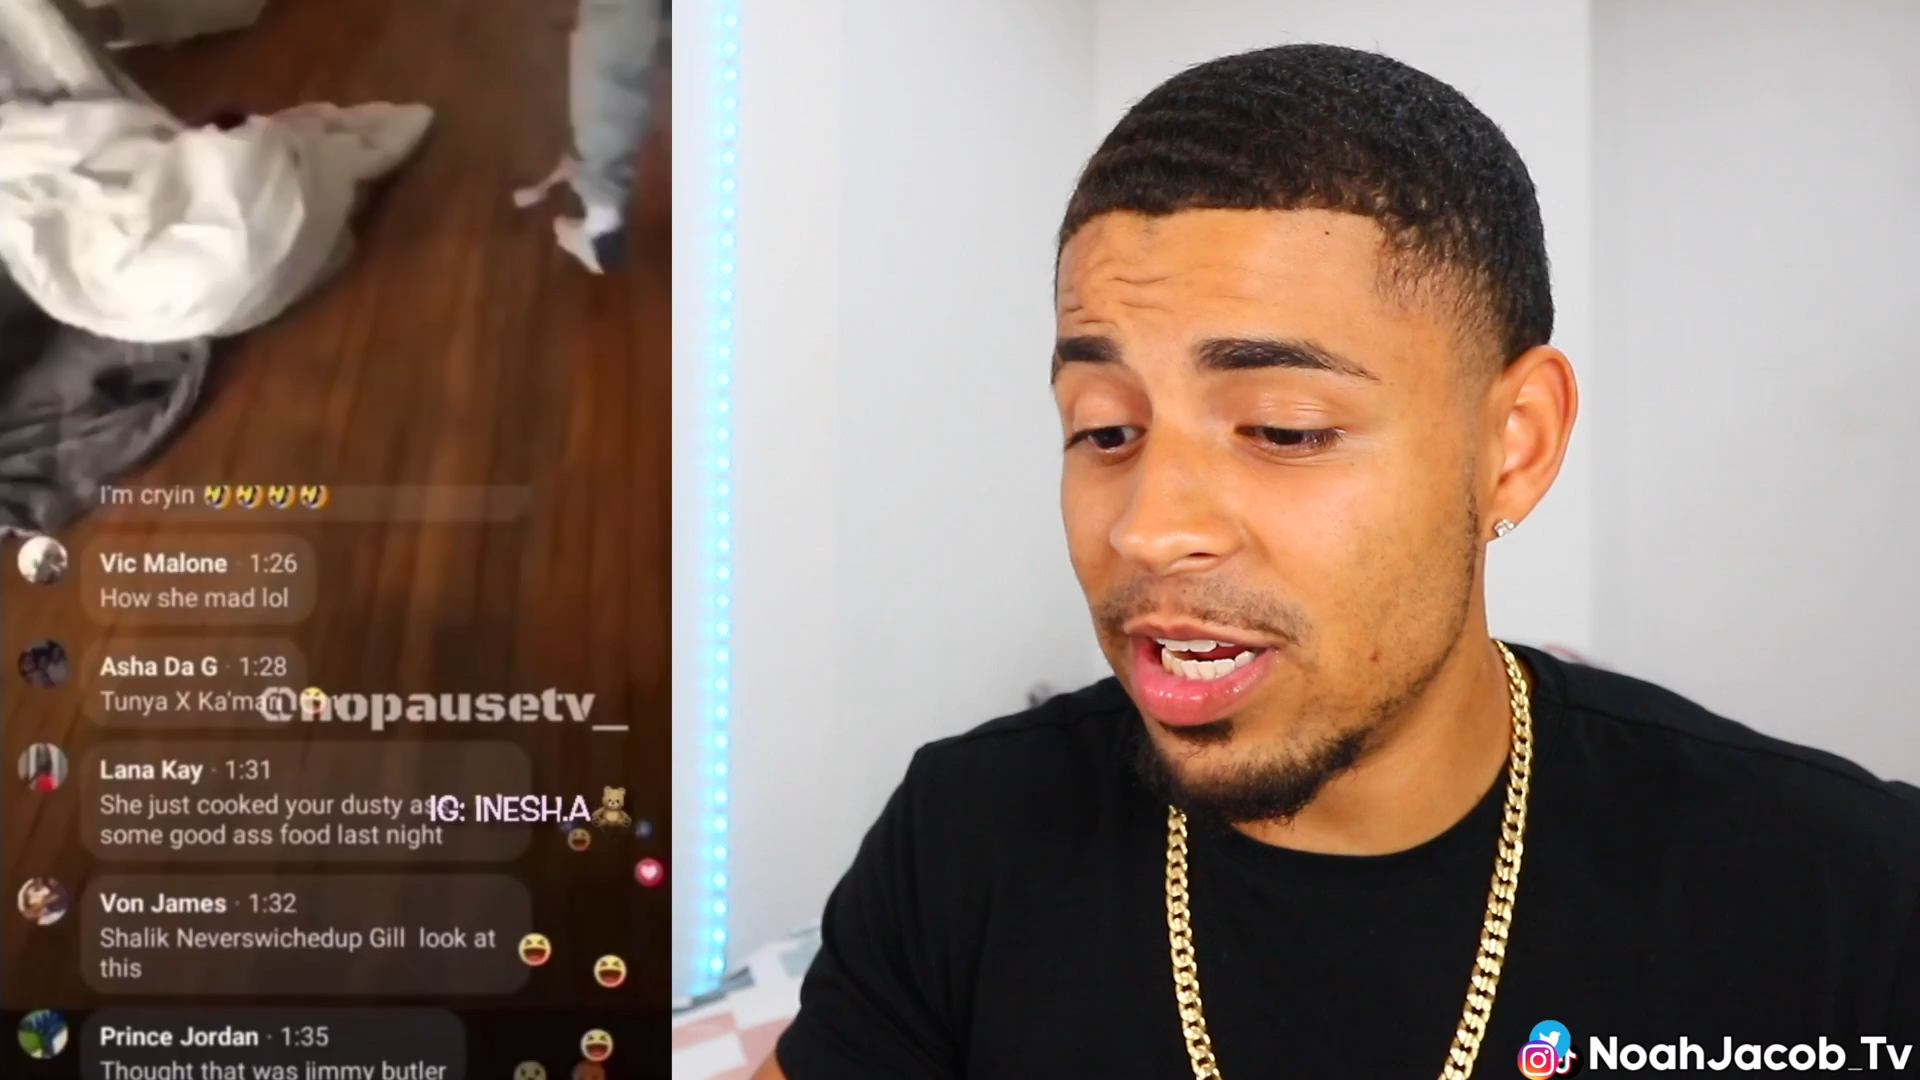 I'm cryin 🤣🤣🤣🤣
Vic Malone · 1:26
How she mad lol
Asha Da G · 1:28
Tunya X Ka'mari
@nopausetv_
Lana Kay · 1:31
She just cooked your dusty ass
some good ass food last night
IG: INESH.A
Von James · 1:32
Shalik Neverswichedup Gill look at
this
Prince Jordan · 1:35
Thought that was jimmy butler
NoahJacob_Tv